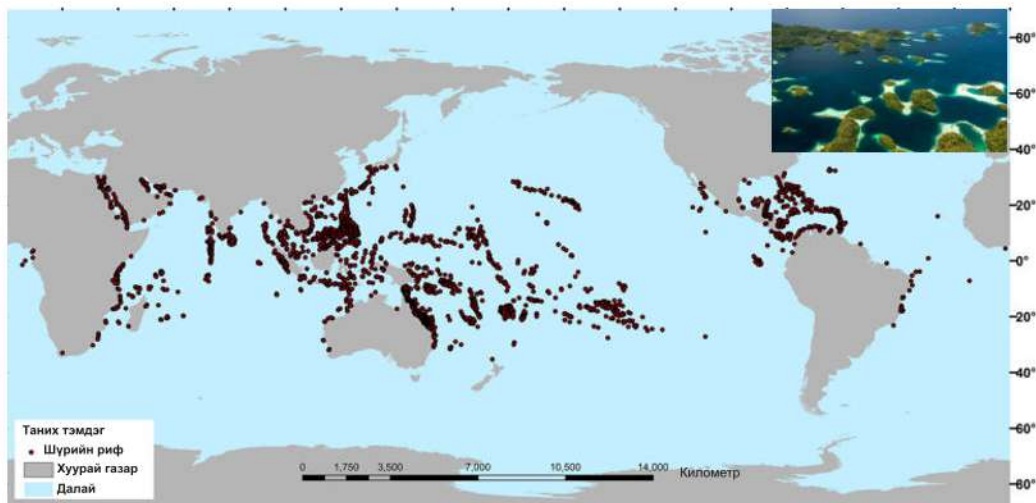 80°
60°
40°
20°
0°
20°
40°
60°
80°
Таних тэмдэг
Шүрийн риф
Хуурай газар
Далай
0 1,750 3,500 7,000 10,500 14,000 Километр